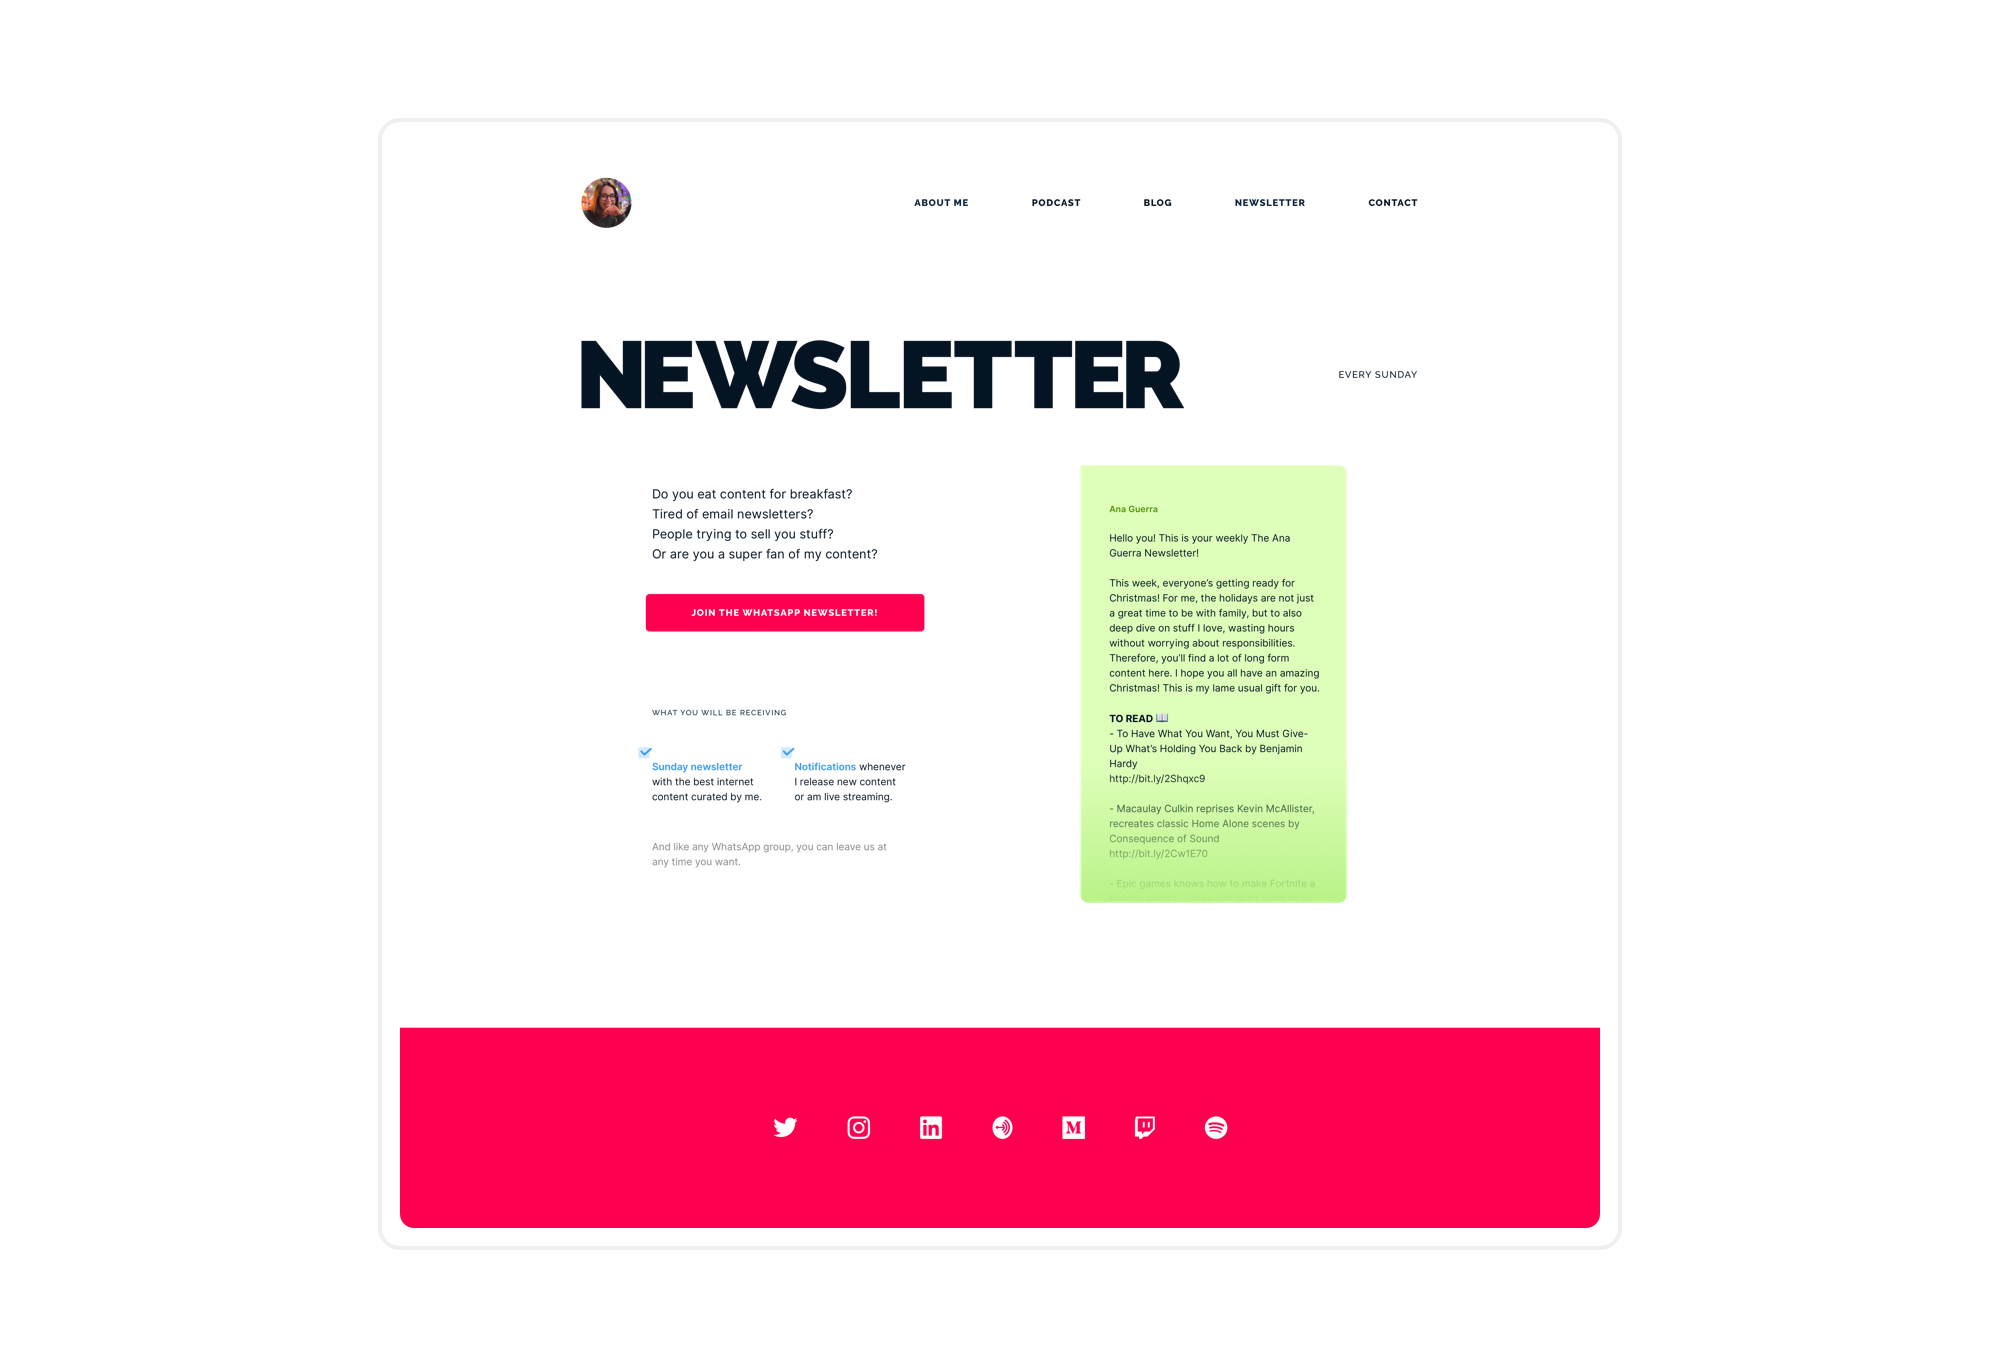 ABOUT ME
PODCAST
BLOG
NEWSLETTER
CONTACT
NEWSLETTER
EVERY SUNDAY
Do you eat content for breakfast?
Tired of email newsletters?
People trying to sell you stuff?
Or are you a super fan of my content?
JOIN THE WHATSAPP NEWSLETTER!
WHAT YOU WILL BE RECEIVING
Sunday newsletter
with the best internet
content curated by me.
Notifications whenever
I release new content
or am live streaming.
And like any WhatsApp group, you can leave us at
any time you want.
Ana Guerra
Hello you! This is your weekly The Ana
Guerra Newsletter!
This week, everyone's getting ready for
Christmas! For me, the holidays are not just
a great time to be with family, but to also
deep dive on stuff I love, wasting hours
without worrying about responsibilities.
Therefore, you'll find a lot of long form
content here. I hope you all have an amazing
Christmas! This is my lame usual gift for you.
TO READ 📖
- To Have What You Want, You Must Give-
Up What's Holding You Back by Benjamin
Hardy
http://bit.ly/2Shqxc9
- Macaulay Culkin reprises Kevin McAllister,
recreates classic Home Alone scenes by
Consequence of Sound
http://bit.ly/2Cw1E70
- Epic games knows how to make Fortnite a